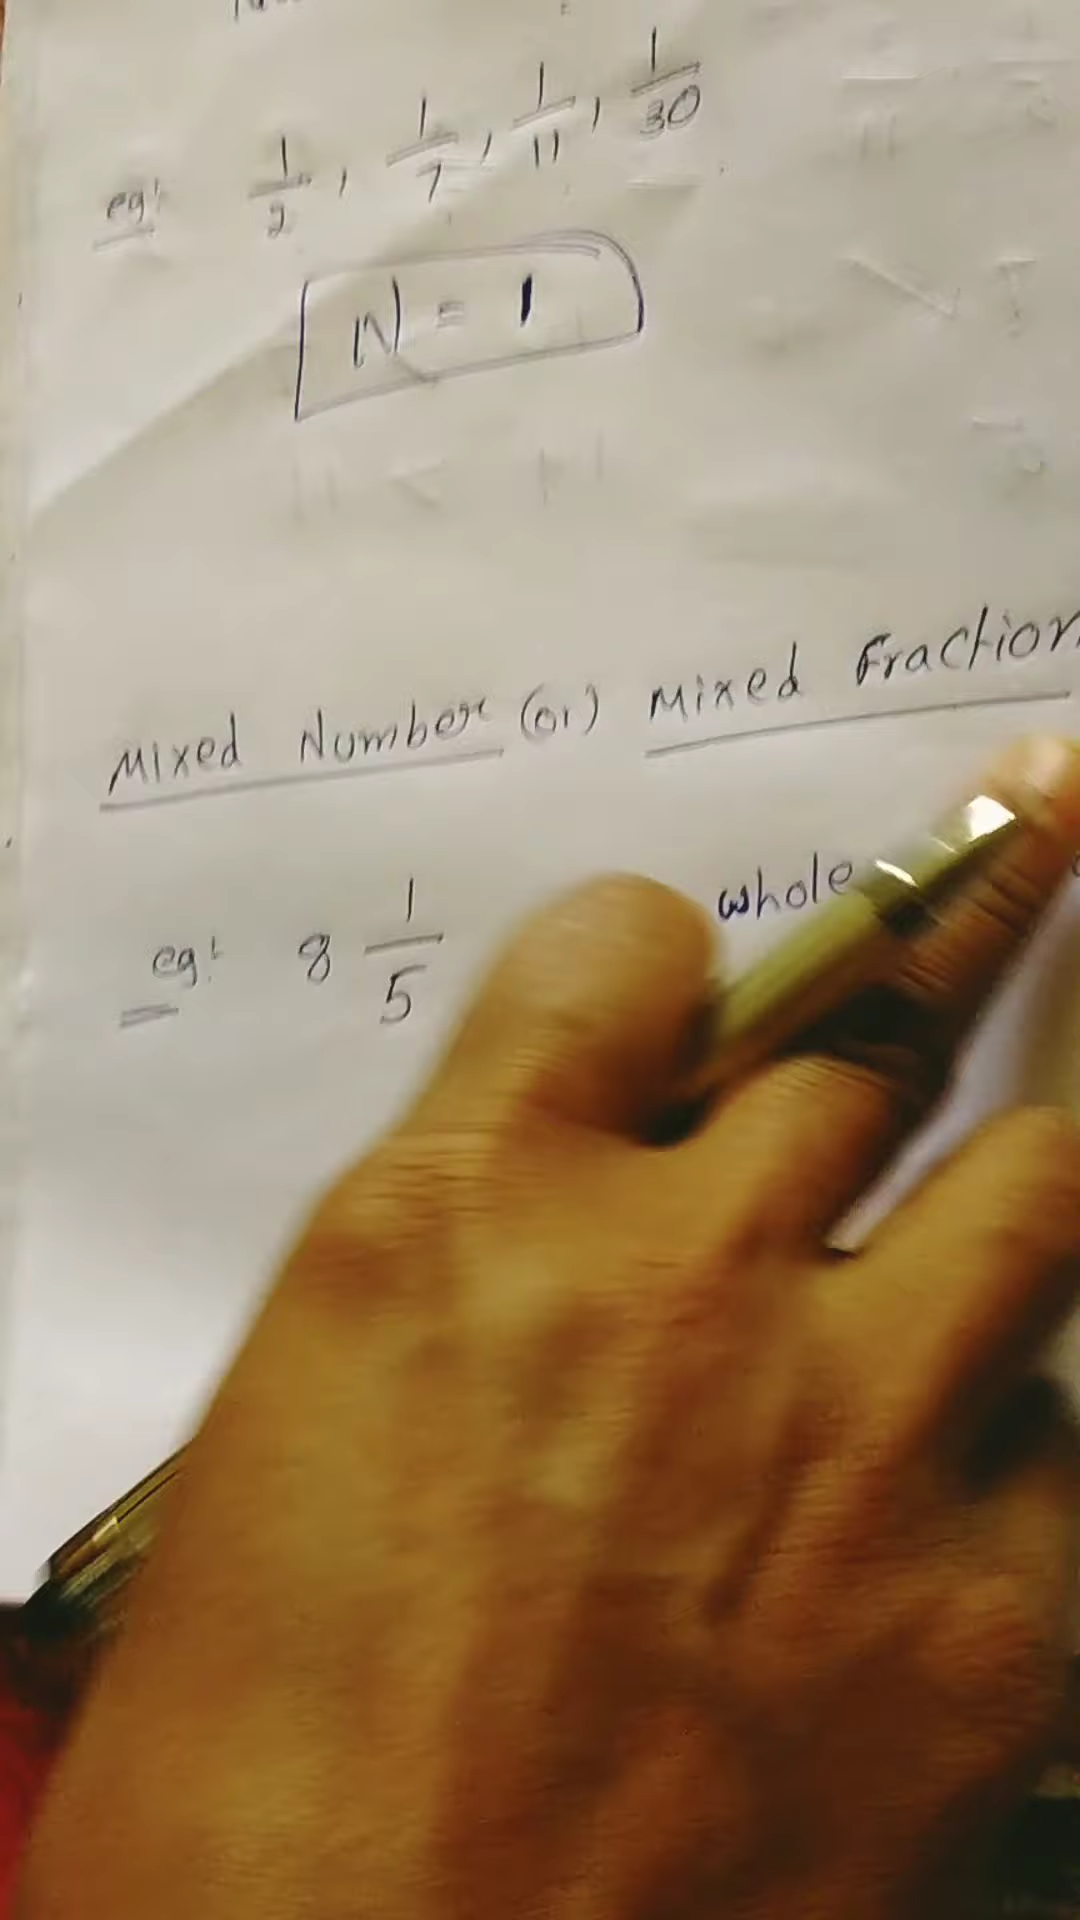 eg: 1/2, 1/7, 1/11, 1/30
N = 1
Mixed Number (or) Mixed Fraction
eg: 8 1/5 whole